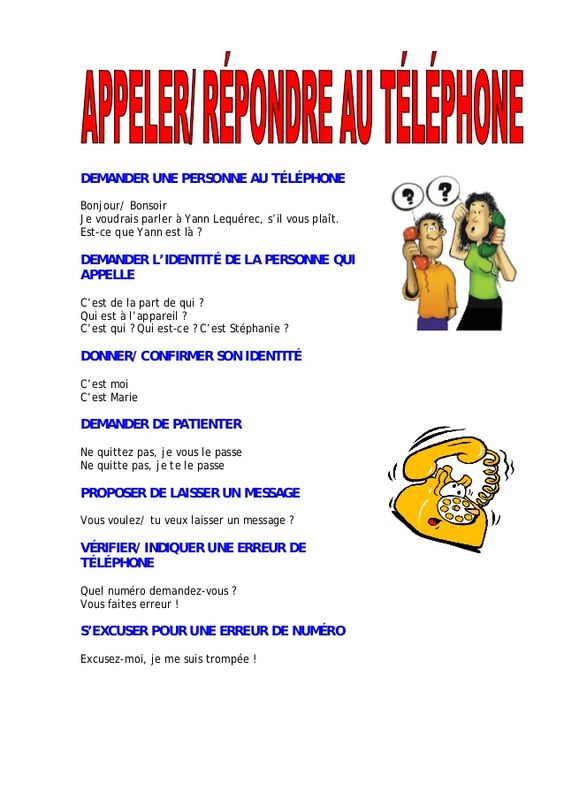 APPELER/ RÉPONDRE AU TÉLÉPHONE
DEMANDER UNE PERSONNE AU TÉLÉPHONE
Bonjour/ Bonsoir
Je voudrais parler à Yann Lequérec, s'il vous plaît.
Est-ce que Yann est là ?
DEMANDER L'IDENTITÉ DE LA PERSONNE QUI
APPELLE
C'est de la part de qui ?
Qui est à l'appareil ?
C'est qui ? Qui est-ce ? C'est Stéphanie ?
DONNER/ CONFIRMER SON IDENTITÉ
C'est moi
C'est Marie
DEMANDER DE PATIENTER
Ne quittez pas, je vous le passe
Ne quitte pas, je te le passe
PROPOSER DE LAISSER UN MESSAGE
Vous voulez/ tu veux laisser un message ?
VÉRIFIER/ INDIQUER UNE ERREUR DE
TÉLÉPHONE
Quel numéro demandez-vous ?
Vous faites erreur !
S'EXCUSER POUR UNE ERREUR DE NUMÉRO
Excusez-moi, je me suis trompée !
? ?